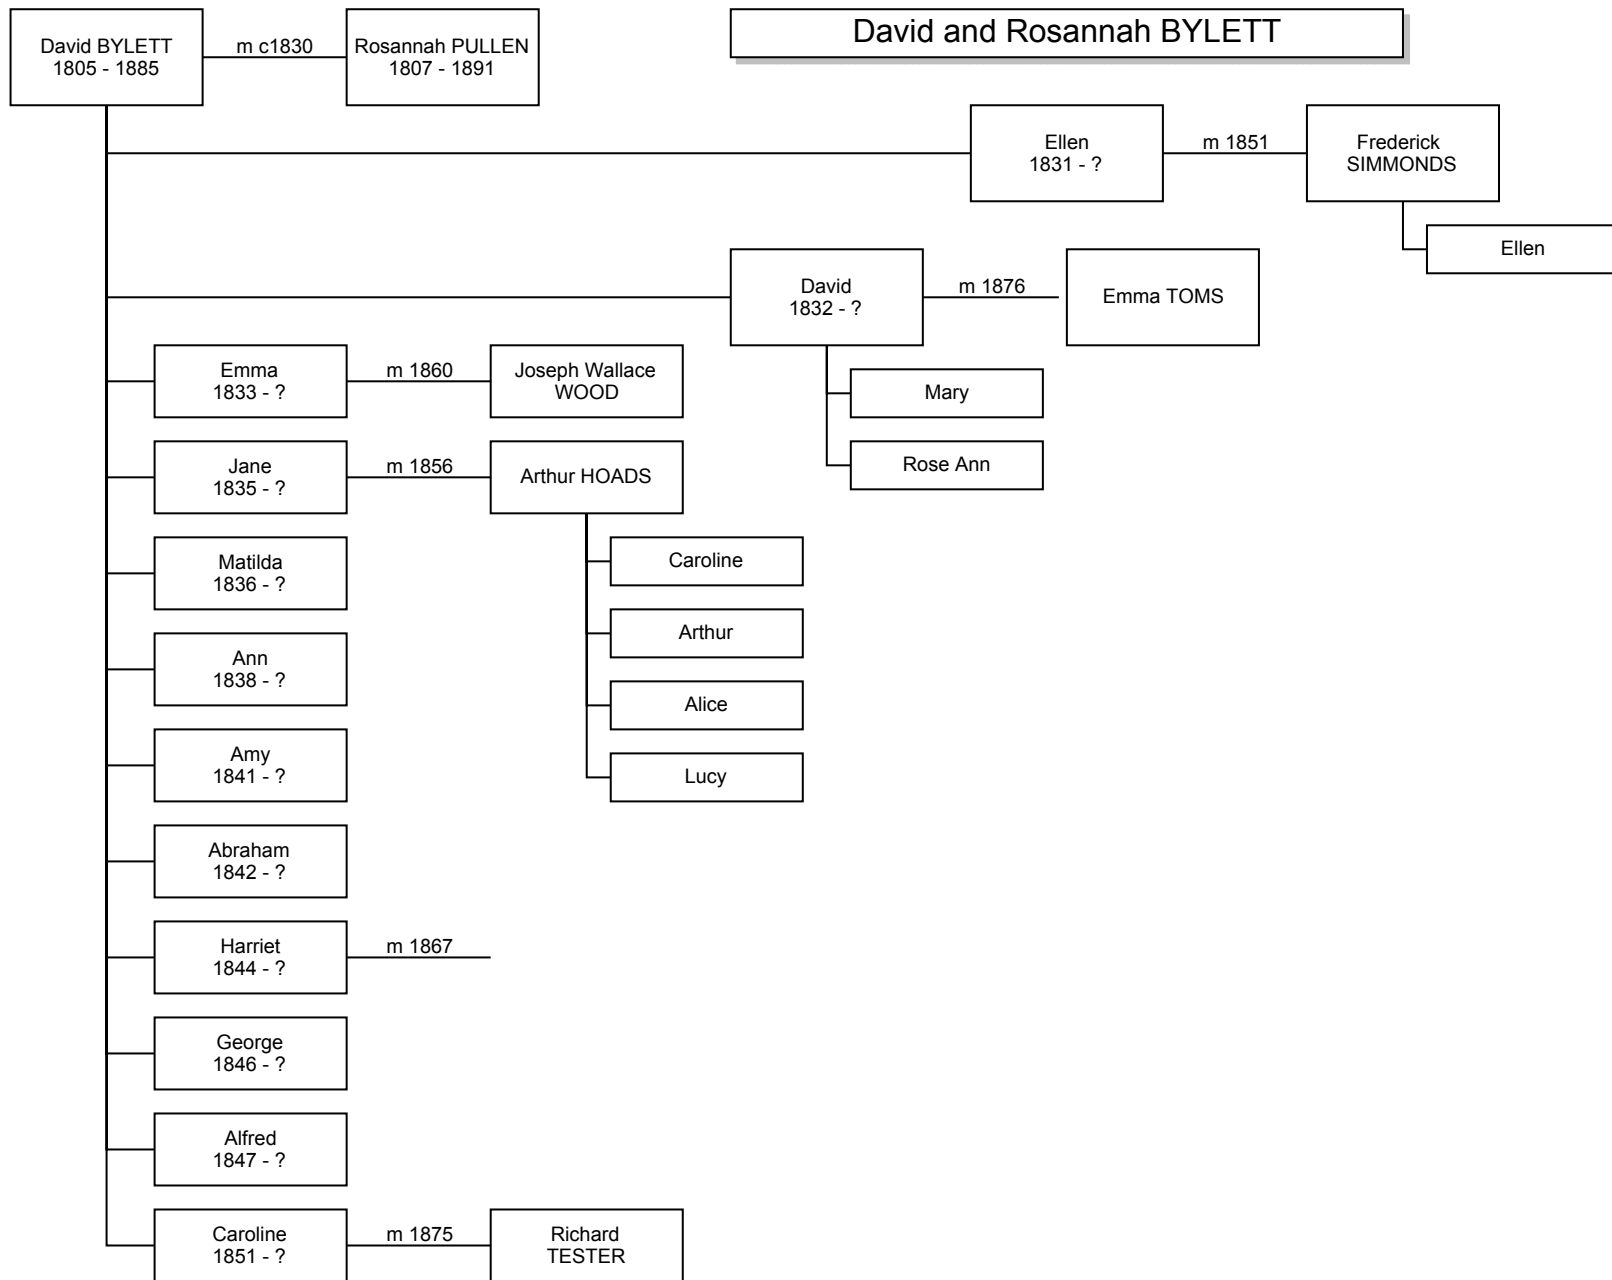 David BYLETT
1805 - 1885
m c1830
Rosannah PULLEN
1807 - 1891
David and Rosannah BYLETT
Ellen
1831 - ?
m 1851
Frederick
SIMMONDS
Ellen
David
1832 - ?
m 1876
Emma TOMS
Mary
Rose Ann
Emma
1833 - ?
m 1860
Joseph Wallace
WOOD
Jane
1835 - ?
m 1856
Arthur HOADS
Caroline
Arthur
Alice
Lucy
Matilda
1836 - ?
Ann
1838 - ?
Amy
1841 - ?
Abraham
1842 - ?
Harriet
1844 - ?
m 1867
George
1846 - ?
Alfred
1847 - ?
Caroline
1851 - ?
m 1875
Richard
TESTER